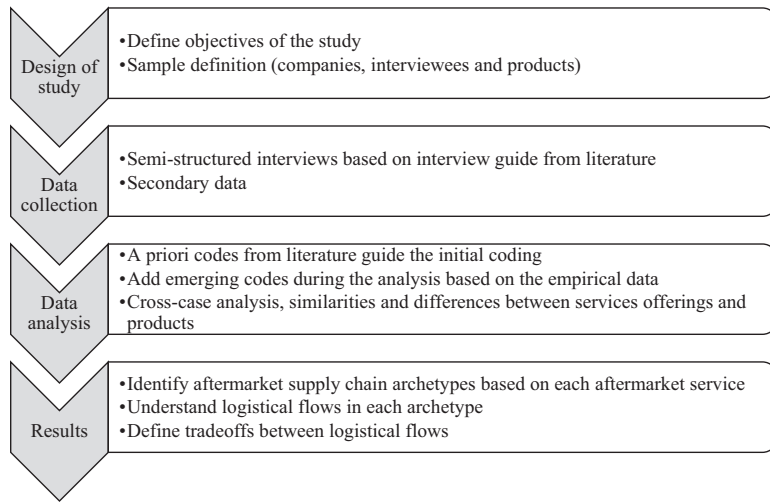 Design of
study
•Define objectives of the study
•Sample definition (companies, interviewees and products)
Data
collection
•Semi-structured interviews based on interview guide from literature
•Secondary data
Data
analysis
•A priori codes from literature guide the initial coding
•Add emerging codes during the analysis based on the empirical data
•Cross-case analysis, similarities and differences between services offerings and
products
Results
•Identify aftermarket supply chain archetypes based on each aftermarket service
•Understand logistical flows in each archetype
•Define tradeoffs between logistical flows